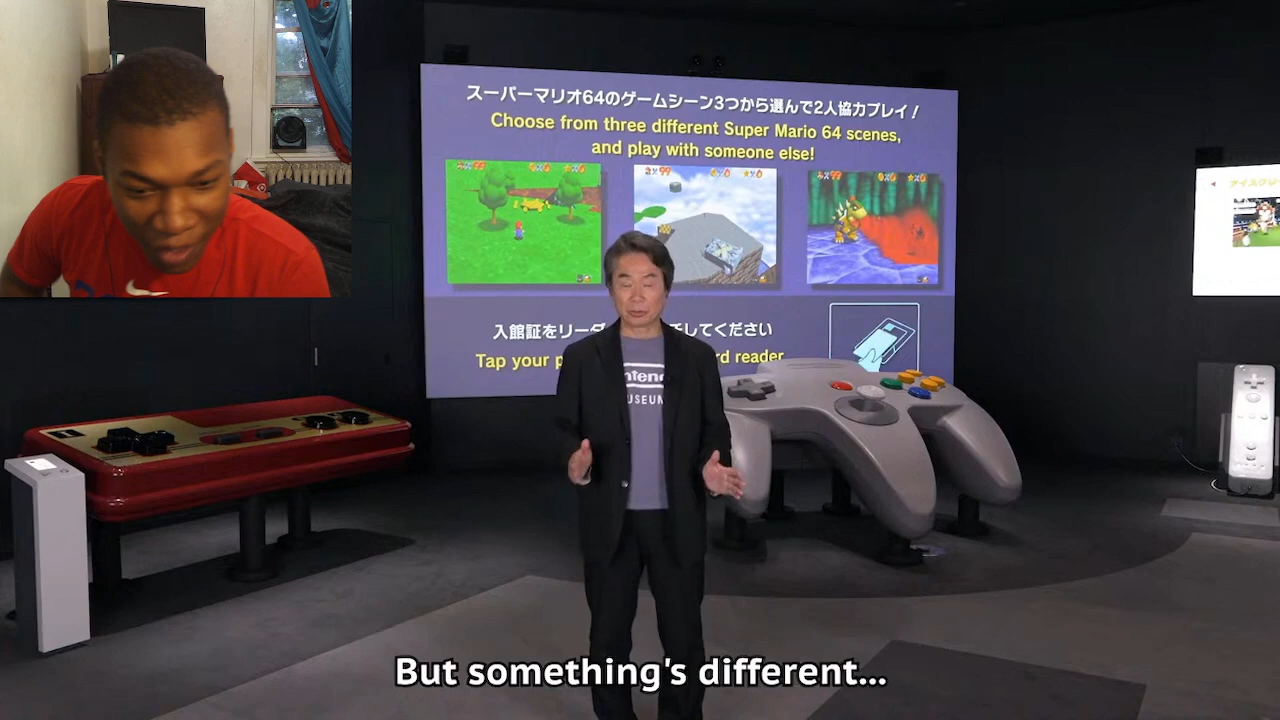 スーパーマリオ64のゲームシーン3つから選んで2人協力プレイ!
Choose from three different Super Mario 64 scenes,
and play with someone else!
入館証をリーダ してください
Tap your reader
But something's different...